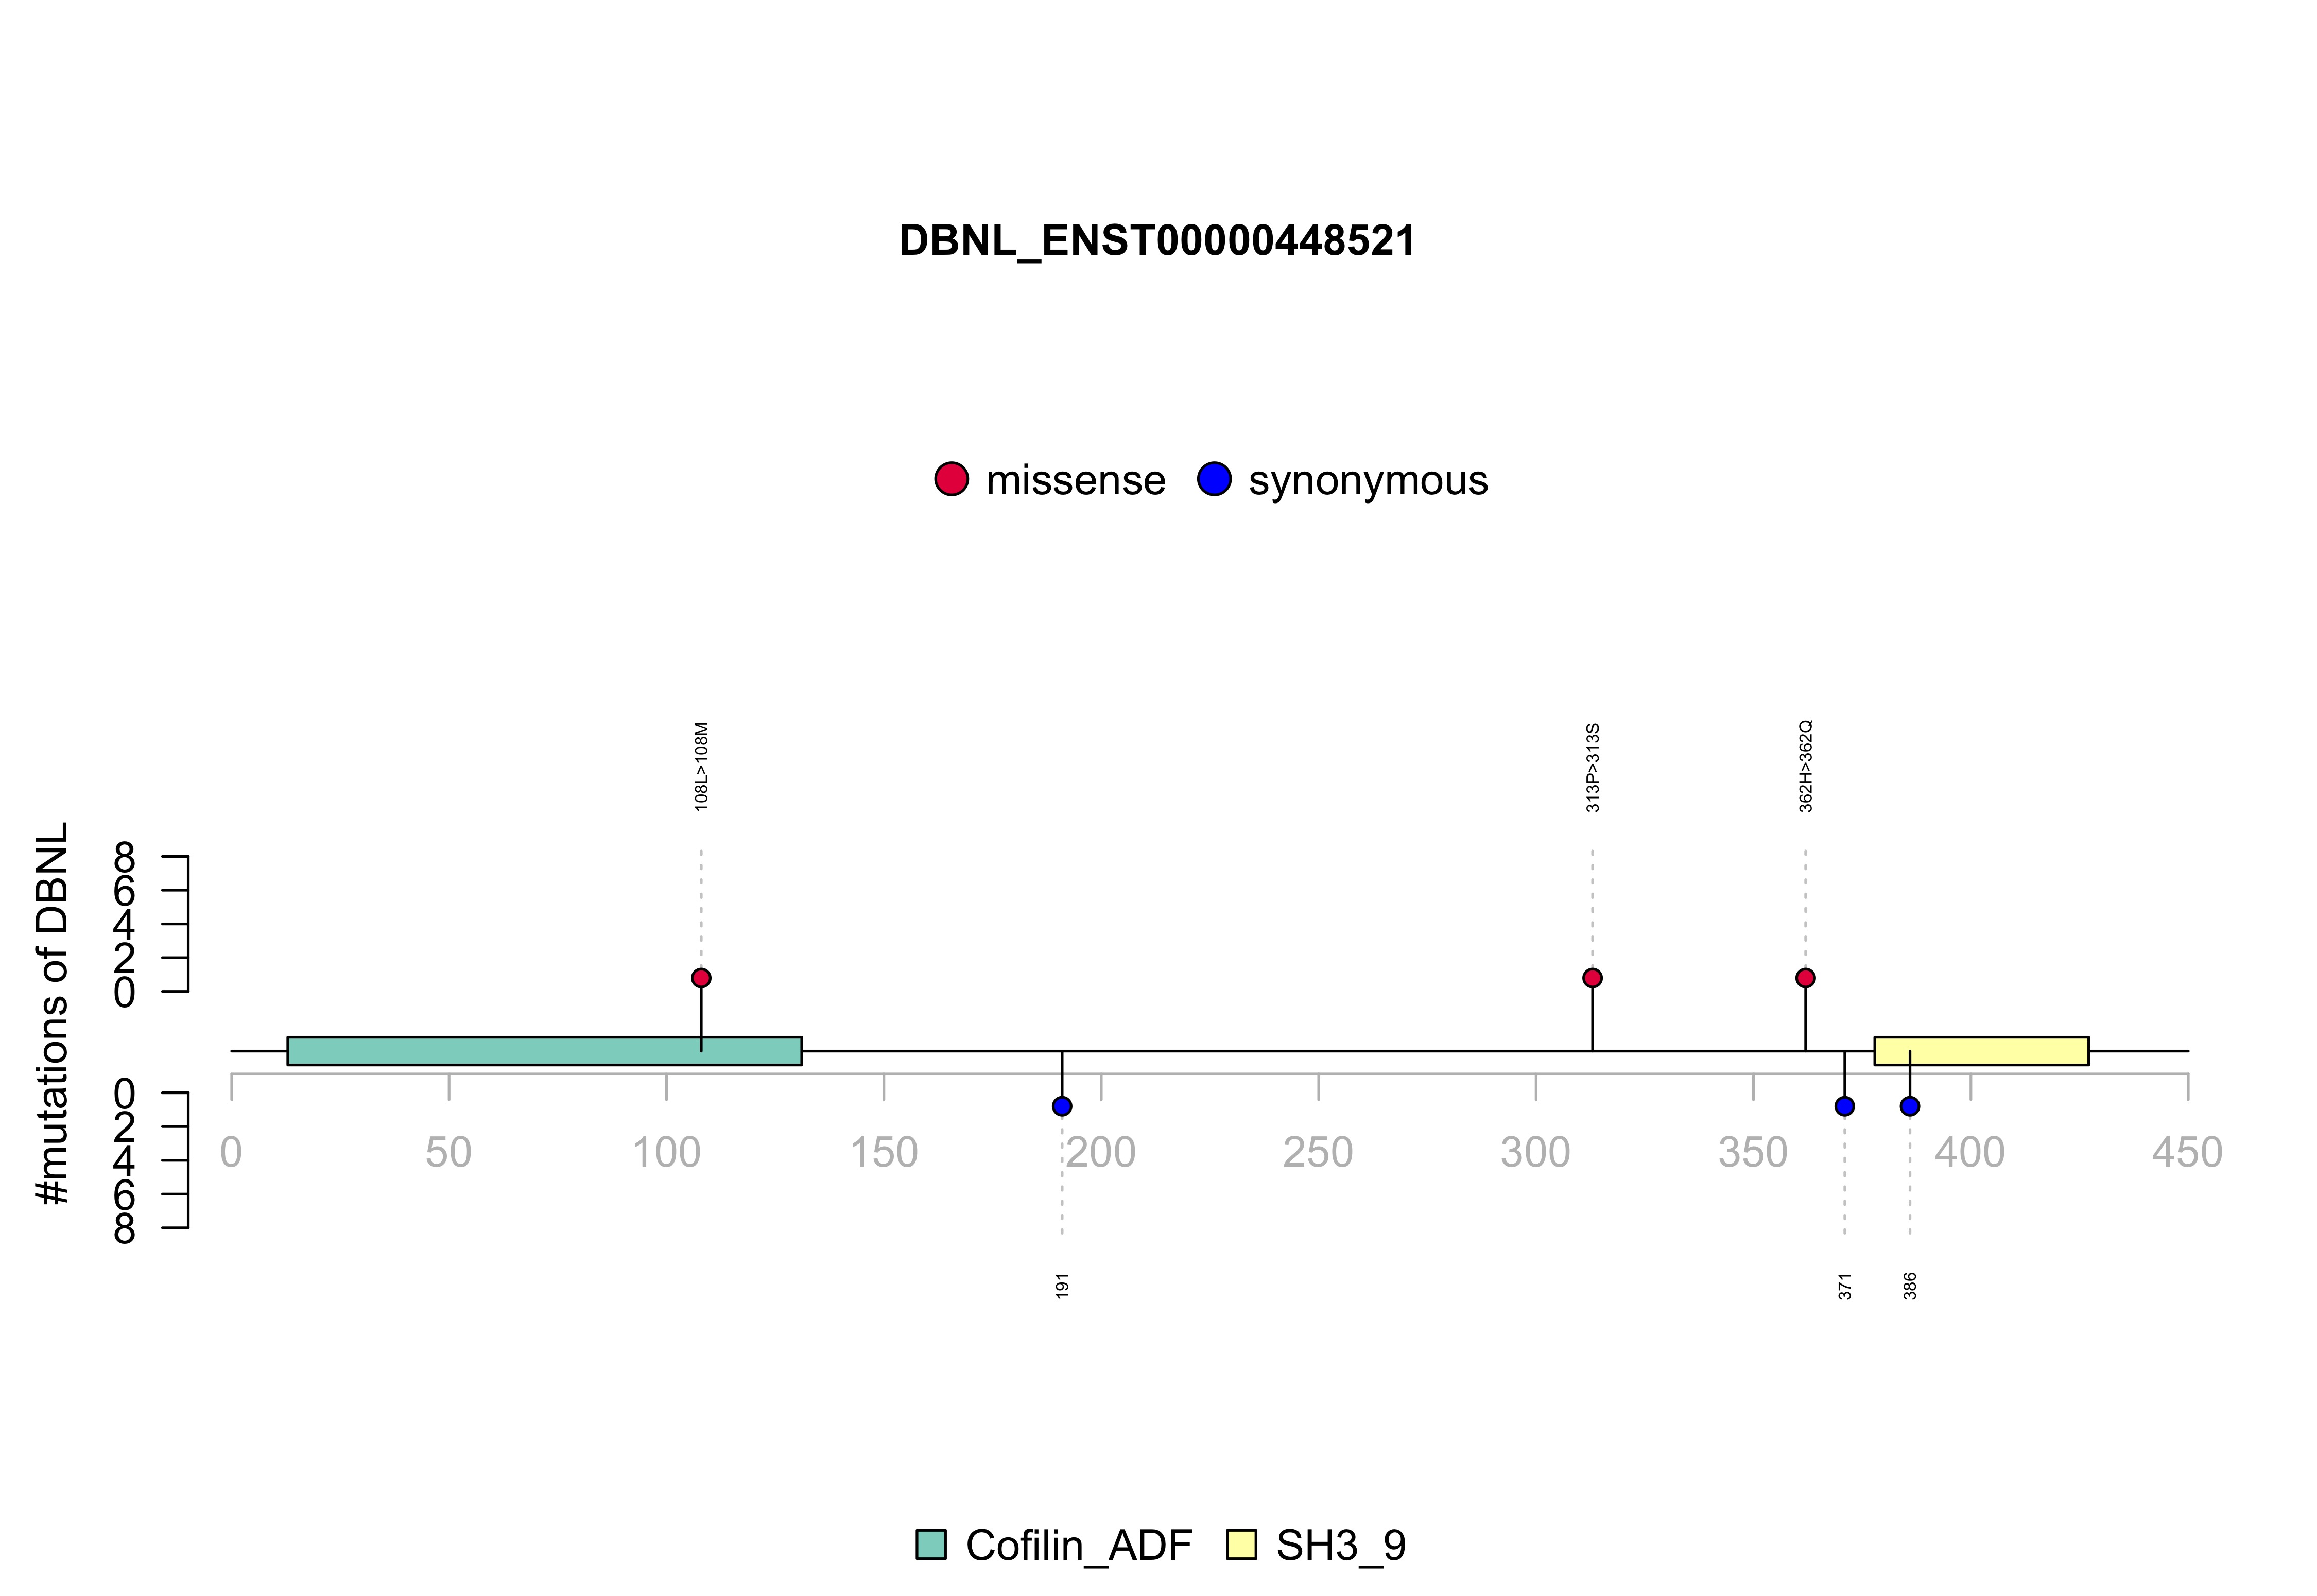 DBNL_ENST00000448521
missense synonymous
108L>108M 313P>313S 362H>362Q
#mutations of DBNL
8
6
4
2
0
0
2
4
6
8
0 50 100 150 200 250 300 350 400 450
191 371 386
Cofilin_ADF SH3_9